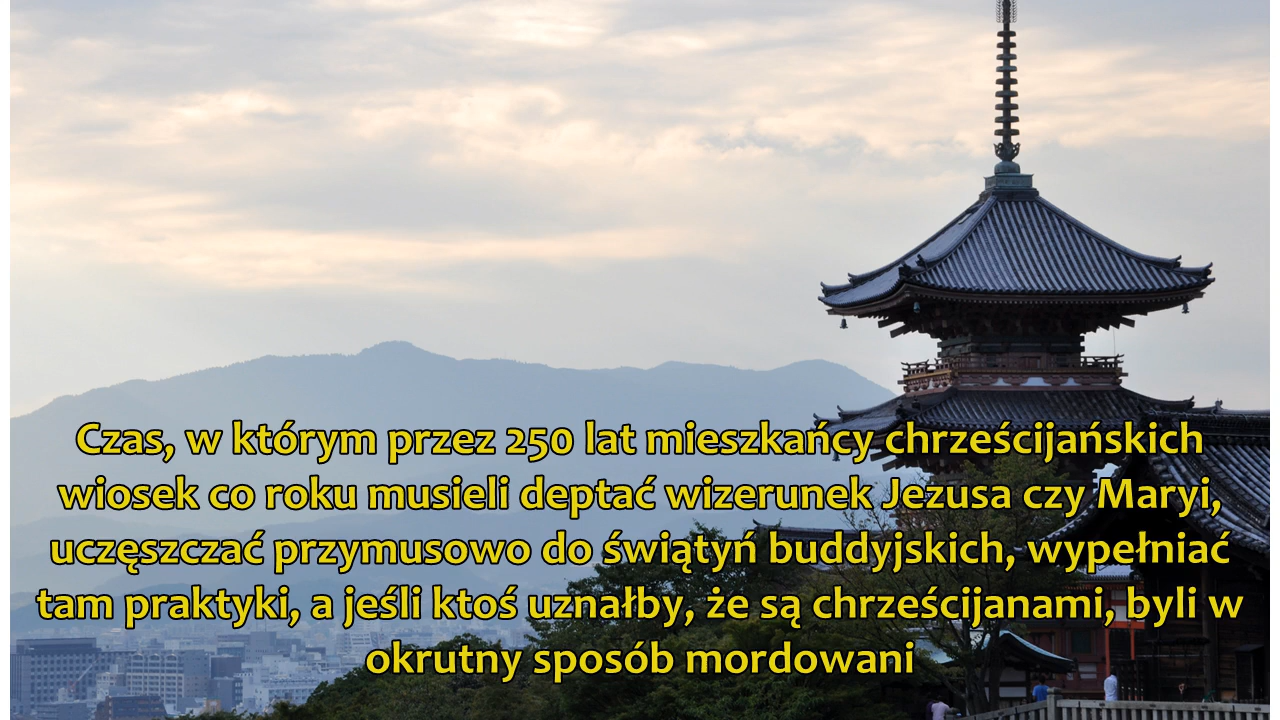 Czas, w którym przez 250 lat mieszkańcy chrześcijańskich
wiosek co roku musieli deptać wizerunek Jezusa czy Maryi,
uczęszczać przymusowo do świątyń buddyjskich, wypełniać
tam praktyki, a jeśli ktoś uznałby, że są chrześcijanami, byli w
okrutny sposób mordowani